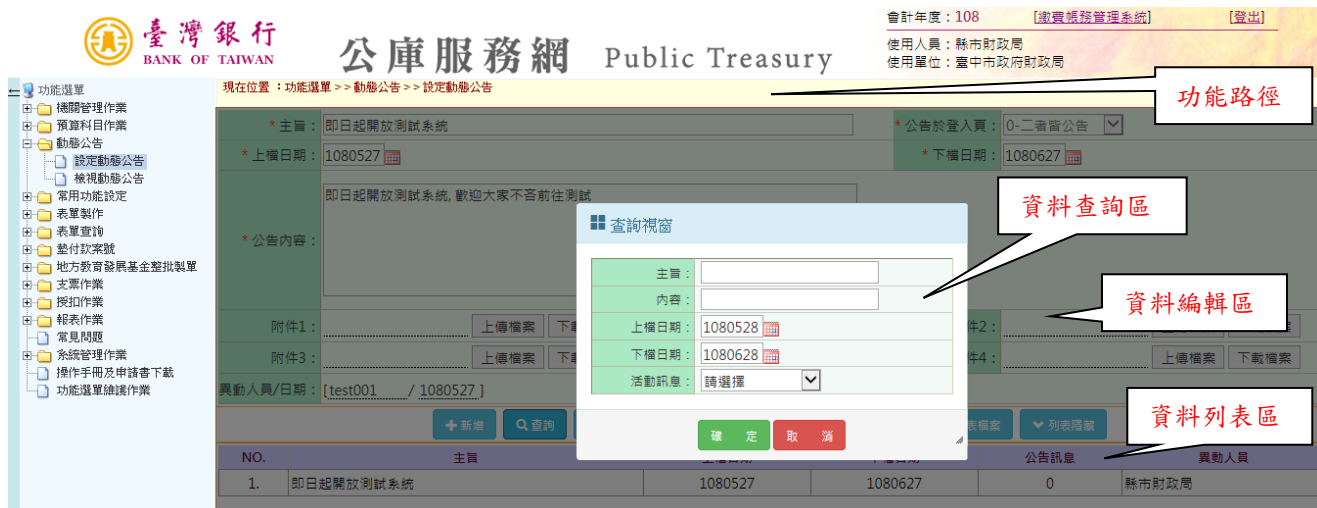 臺灣銀行
BANK OF TAIWAN
公庫服務網 Public Treasury
會計年度：108 [繳費帳務管理系統] [登出]
使用人員：縣市財政局
使用單位：臺中市政府財政局
功能選單
機關管理作業
預算科目作業
動態公告
設定動態公告
檢視動態公告
常用功能設定
表單製作
表單查詢
墊付款案號
地方教育發展基金整批製單
支票作業
授扣作業
報表作業
常見問題
系統管理作業
操作手冊及申請書下載
功能選單維護作業
現在位置：功能選單>>動態公告>>設定動態公告
功能路徑
*主旨：即日起開放測試系統 *公告於登入頁：0-二者皆公告
*上檔日期：1080527 *下檔日期：1080627
*公告內容：即日起開放測試系統, 歡迎大家不吝前往測試
資料查詢區
查詢視窗
主旨：
內容：
上檔日期：1080528
下檔日期：1080628
活動訊息：請選擇
確 定 取 消
資料編輯區
附件1： 上傳檔案 下載 件2：
附件3： 上傳檔案 下載 件4： 上傳檔案 下載檔案
異動人員/日期：[test001 / 1080527]
新增 查詢 表檔案 列表隱藏
資料列表區
NO. 主旨 上檔日期 下檔日期 公告訊息 異動人員
1. 即日起開放測試系統 1080527 1080627 0 縣市財政局